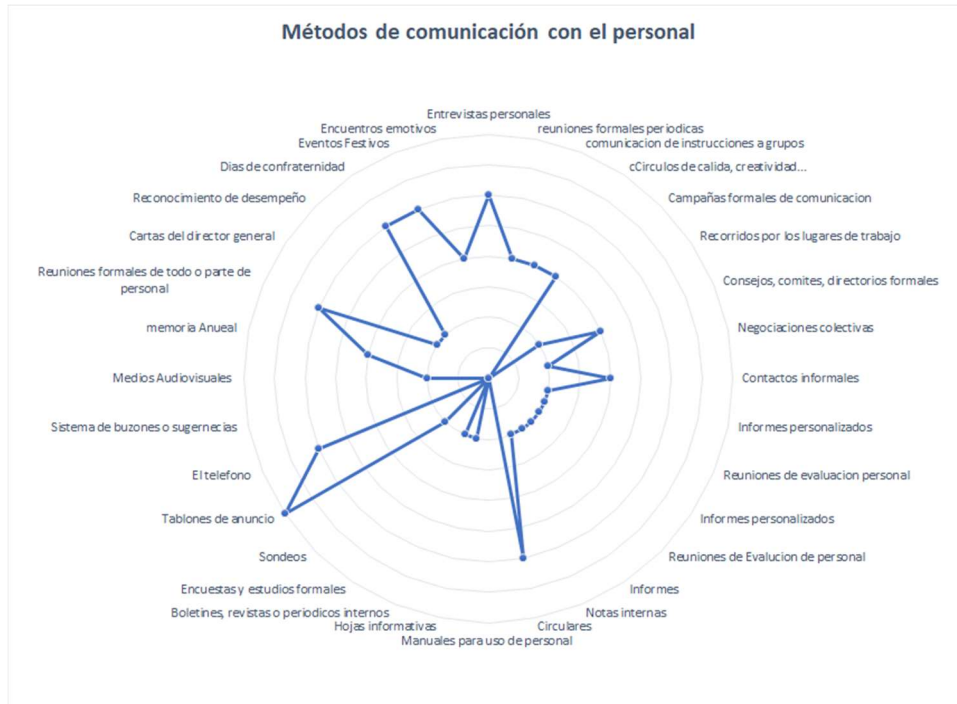 Métodos de comunicación con el personal
Entrevistas personales
reuniones formales periodicas
comunicacion de instrucciones a grupos
cCirculos de calida, creatividad...
Campañas formales de comunicacion
Recorridos por los lugares de trabajo
Consejos, comites, directorios formales
Negociaciones colectivas
Contactos informales
Informes personalizados
Reuniones de evaluacion personal
Informes personalizados
Reuniones de Evalucion de personal
Informes
Notas internas
Circulares
Manuales para uso de personal
Hojas informativas
Boletines, revistas o periodicos internos
Encuestas y estudios formales
Sondeos
Tablones de anuncio
El telefono
Sistema de buzones o sugernecias
Medios Audiovisuales
memoria Anueal
Reuniones formales de todo o parte de
personal
Cartas del director general
Reconocimiento de desempeño
Dias de confraternidad
Eventos Festivos
Encuentros emotivos